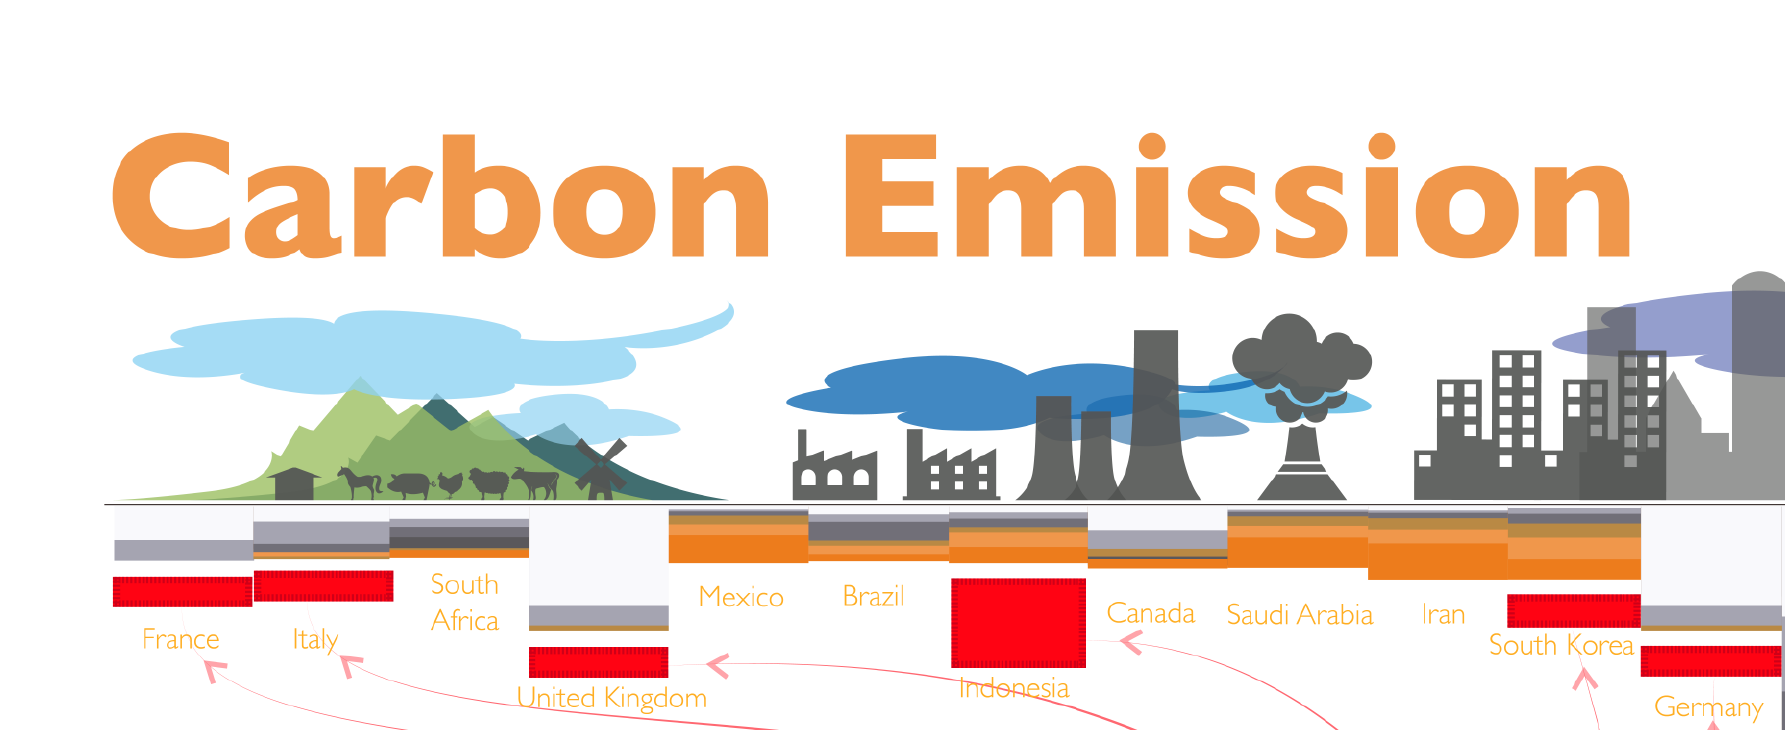 Carbon Emission
France
Italy
South
Africa
United Kingdom
Mexico
Brazil
Indonesia
Canada
Saudi Arabia
Iran
South Korea
Germany